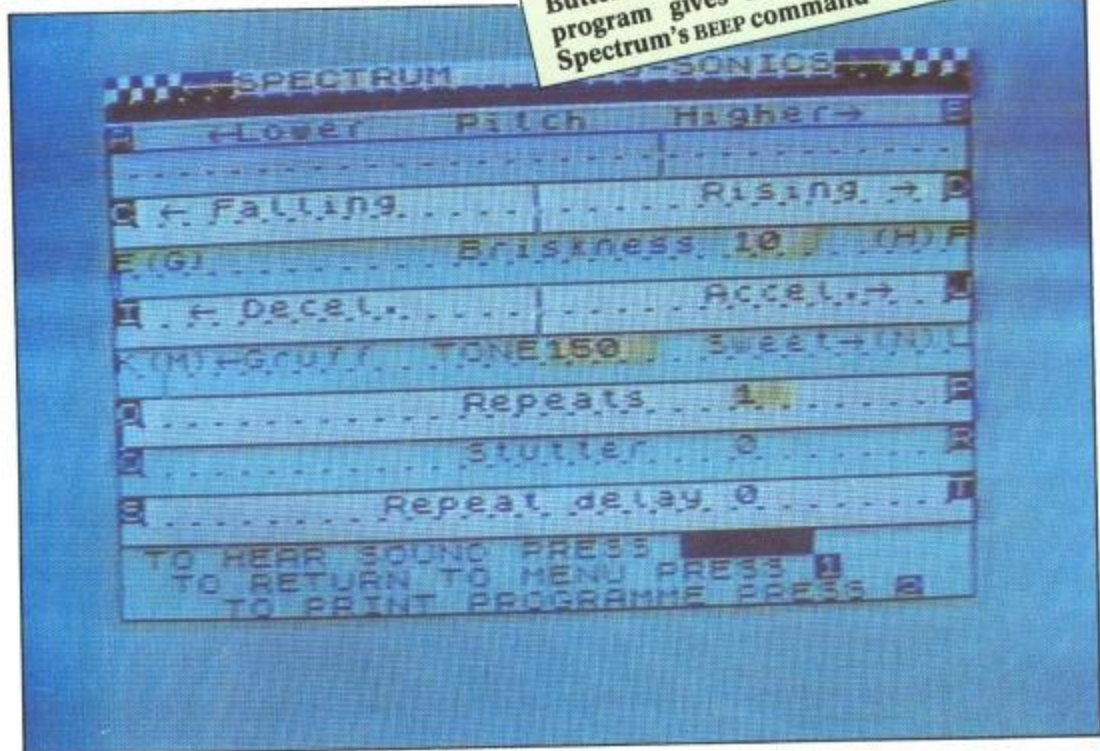 program gives
Spectrum's BEEP command
SPECTRUM -SONICS
A ←Lower Pitch Higher→ B
C ← Falling Rising → D
E(G) Briskness 10 (H)F
I ← Decel. Accel.→ J
K(M)←Gruff TONE150 Sweet→(N)L
O Repeats 1 P
Q Stutter 0 R
S Repeat delay 0 T
TO HEAR SOUND PRESS
TO RETURN TO MENU PRESS 1
TO PRINT PROGRAMME PRESS 2